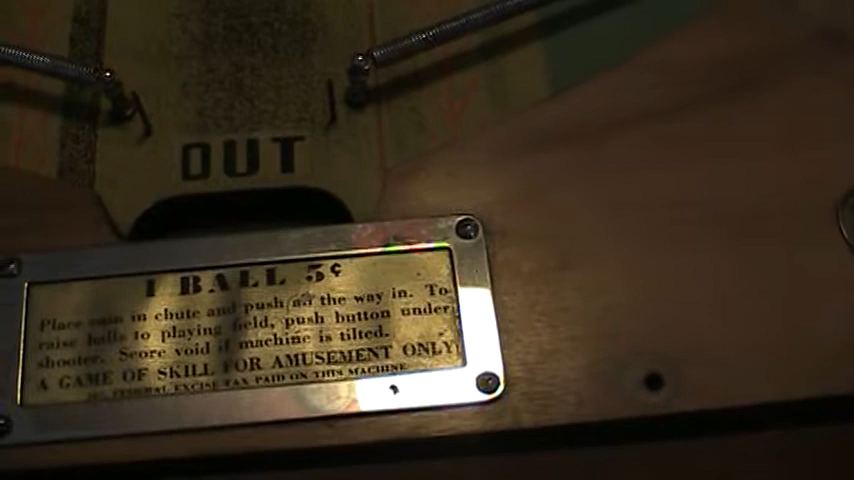 OUT
1 BALL 5¢
Place coin in chute and push all the way in. To
raise balls to playing field, push button under
shooter. Score void if machine is tilted.
A GAME OF SKILL FOR AMUSEMENT ONLY
FEDERAL EXCISE TAX PAID ON THIS MACHINE